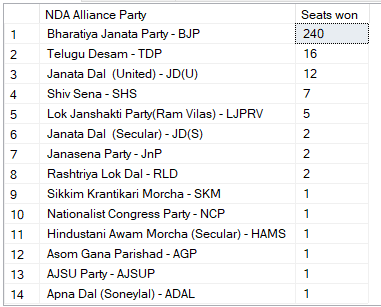 NDA Alliance Party Seats won
1 Bharatiya Janata Party - BJP 240
2 Telugu Desam - TDP 16
3 Janata Dal  (United) - JD(U) 12
4 Shiv Sena - SHS 7
5 Lok Janshakti Party(Ram Vilas) - LJPRV 5
6 Janata Dal  (Secular) - JD(S) 2
7 Janasena Party - JnP 2
8 Rashtriya Lok Dal - RLD 2
9 Sikkim Krantikari Morcha - SKM 1
10 Nationalist Congress Party - NCP 1
11 Hindustani Awam Morcha (Secular) - HAMS 1
12 Asom Gana Parishad - AGP 1
13 AJSU Party - AJSUP 1
14 Apna Dal (Soneylal) - ADAL 1